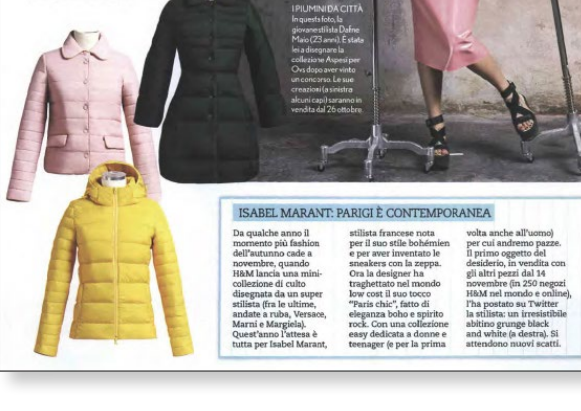 I PIUMINI DA CITTÀ
In questa foto, la
giovane stilista Dafne
Maio (23 anni). È stata
lei a disegnare la
collezione Aspesi per
Ovs dopo aver vinto
un concorso. Le sue
creazioni (a sinistra
alcuni capi) saranno in
vendita dal 26 ottobre.
ISABEL MARANT: PARIGI È CONTEMPORANEA
Da qualche anno il
momento più fashion
dell'autunno cade a
novembre, quando
H&M lancia una mini-
collezione di culto
disegnata da un super
stilista (fra le ultime,
andate a ruba, Versace,
Marni e Margiela).
Quest'anno l'attesa è
tutta per Isabel Marant,
stilista francese nota
per il suo stile bohémien
e per aver inventato le
sneakers con la zeppa.
Ora la designer ha
traghettato nel mondo
low cost il suo tocco
"Paris chic", fatto di
eleganza boho e spirito
rock. Con una collezione
easy dedicata a donne e
teenager (e per la prima
volta anche all'uomo)
per cui andremo pazze.
Il primo oggetto del
desiderio, in vendita con
gli altri pezzi dal 14
novembre (in 250 negozi
H&M nel mondo e online),
l'ha postato su Twitter
la stilista: un irresistibile
abitino grunge black
and white (a destra). Si
attendono nuovi scatti.